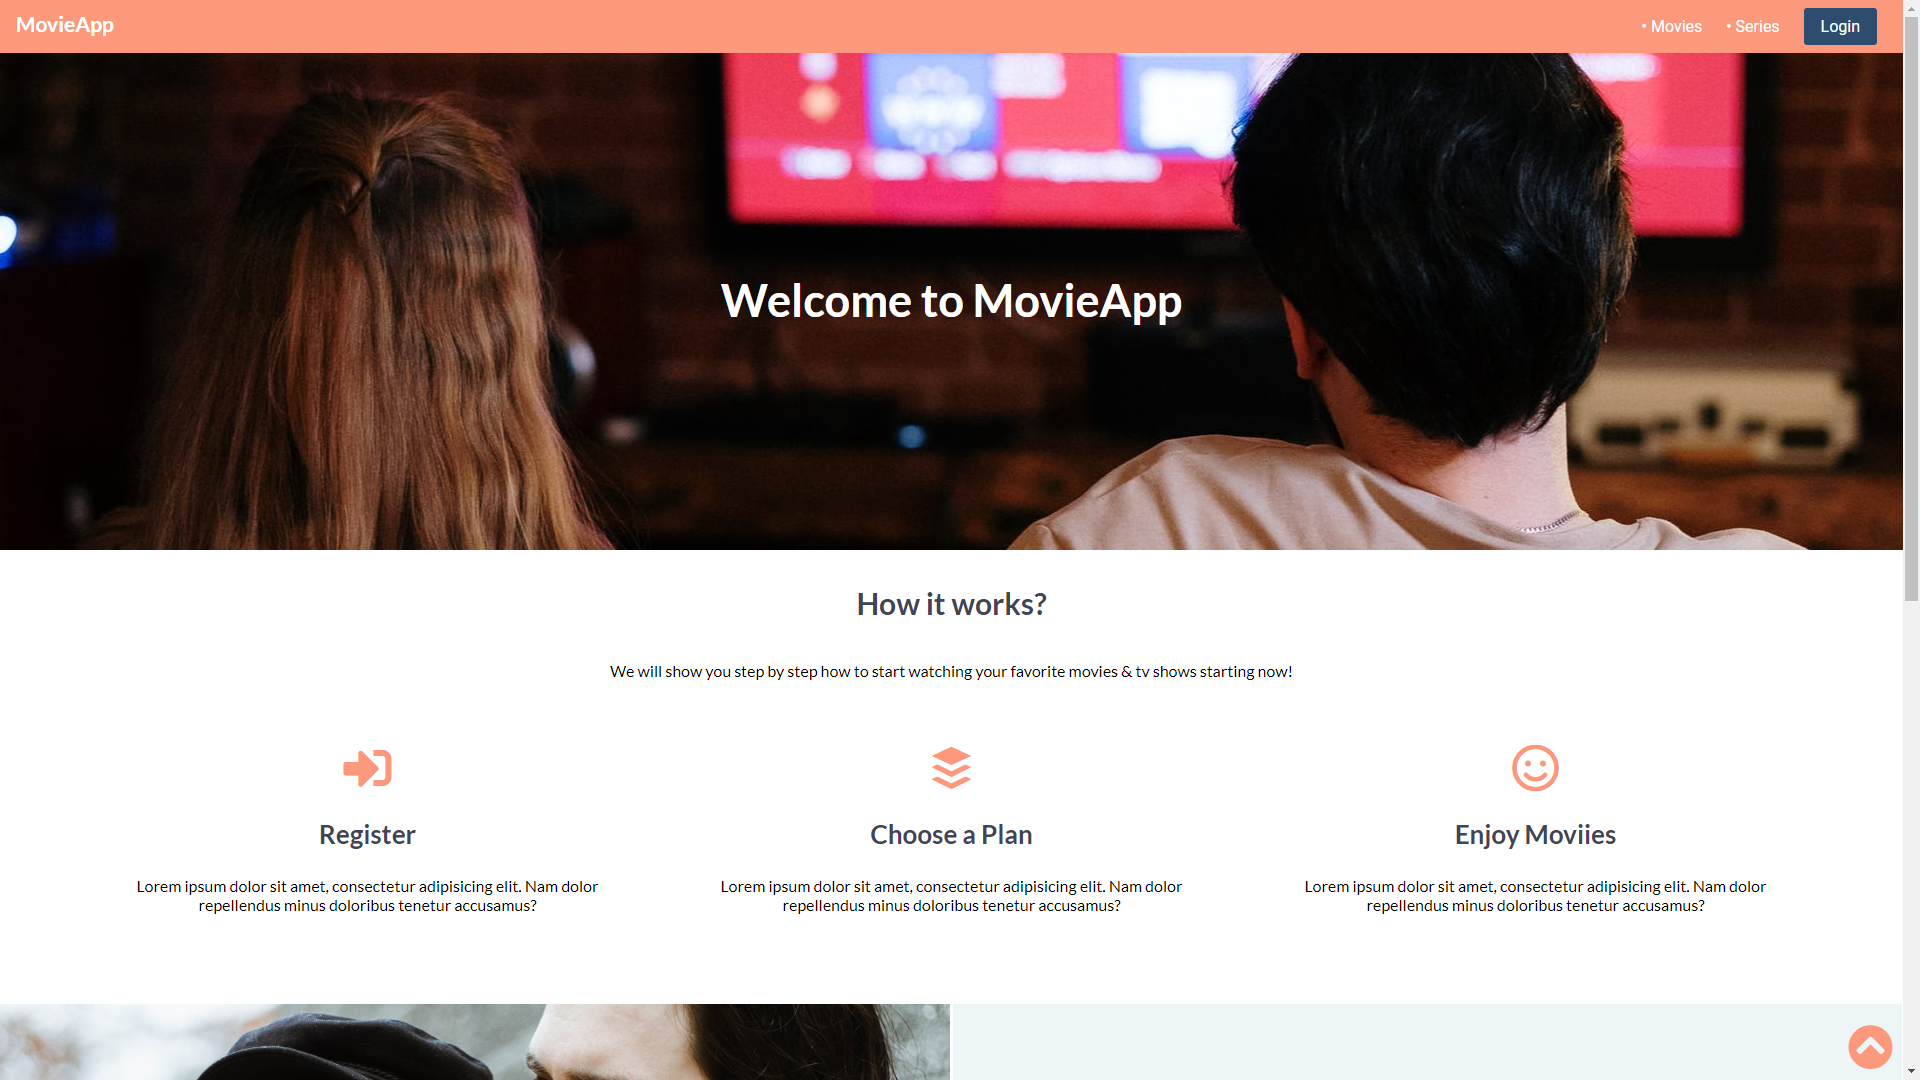 MovieApp
• Movies
• Series
Login
Welcome to MovieApp
How it works?
We will show you step by step how to start watching your favorite movies & tv shows starting now!
Register
Lorem ipsum dolor sit amet, consectetur adipisicing elit. Nam dolor
repellendus minus doloribus tenetur accusamus?
Choose a Plan
Lorem ipsum dolor sit amet, consectetur adipisicing elit. Nam dolor
repellendus minus doloribus tenetur accusamus?
Enjoy Moviies
Lorem ipsum dolor sit amet, consectetur adipisicing elit. Nam dolor
repellendus minus doloribus tenetur accusamus?